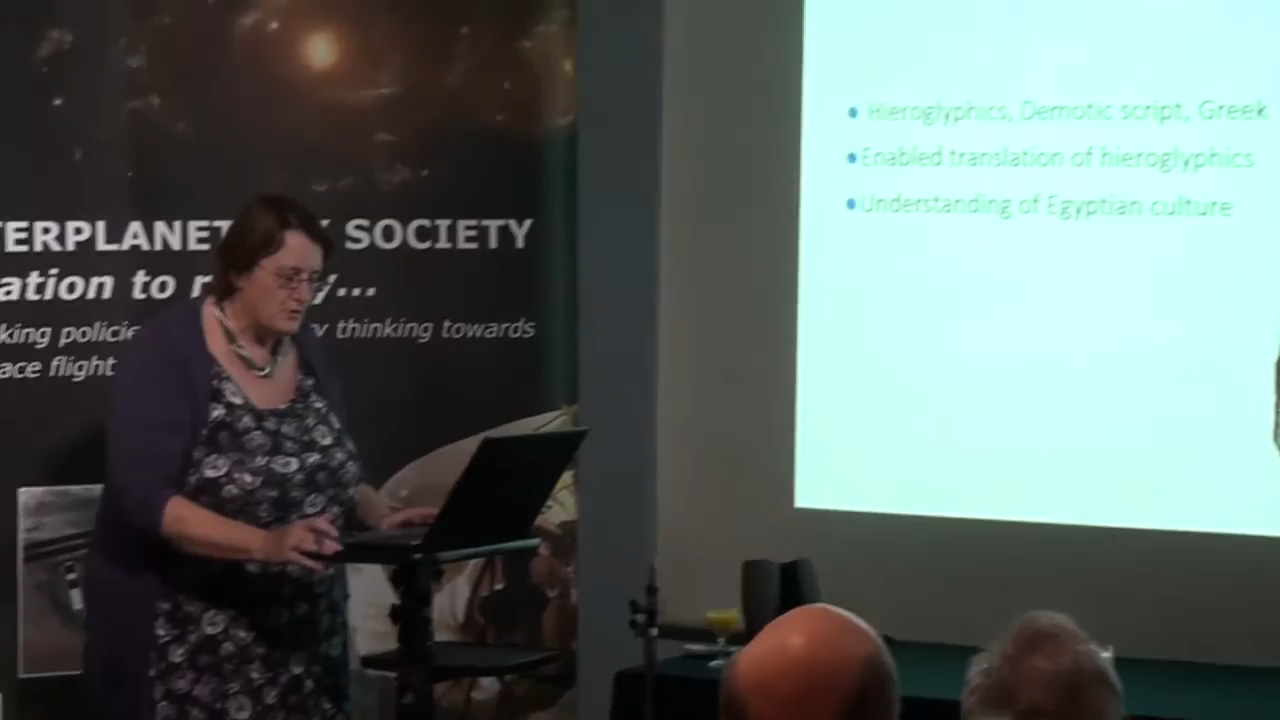 TERPLANET SOCIETY
ation to r y...
king policie y thinking towards
ace flight
• Hieroglyphics, Demotic script, Greek
• Enabled translation of hieroglyphics
• Understanding of Egyptian culture